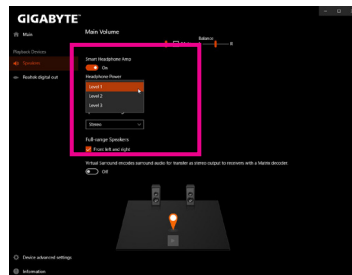 GIGABYTE™
Main
Main Volume
Balance
R
Playback Devices
Smart Headphone Amp
Speakers
On
Realtek digital out
Headphone Power
Level 1
Level 2
Level 3
Stereo
Full-range Speakers
Front left and right
Virtual Surround encodes surround audio for transfer as stereo output to receivers with a Matrix decoder.
Off
Device advanced settings
Information